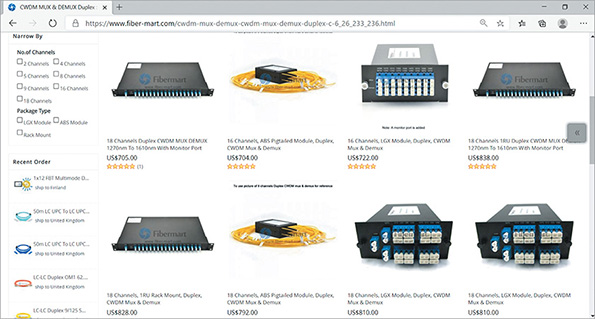 CWDM MUX & DEMUX Duplex
https://www.fiber-mart.com/cwdm-mux-demux-cwdm-mux-demux-duplex-c-6_26_233_236.html
Narrow By
No.of Channels
2 Channels
4 Channels
5 Channels
8 Channels
9 Channels
16 Channels
18 Channels
Package Type
LGX Module
ABS Module
Rack Mount
Recent Order
1x12 FBT Multimode D...
ship to Finland
50m LC UPC To LC UPC...
ship to United Kingdom
50m LC UPC To LC UPC...
ship to United Kingdom
LC-LC Duplex OM1 62....
ship to United Kingdom
LC-LC Duplex 9/125 S...
Fibermart
Note: A monitor port is added
18 Channels Duplex CWDM MUX DEMUX
1270nm To 1610nm With Monitor Port
US$705.00
(1)
16 Channels, ABS Pigtailed Module, Duplex,
CWDM Mux & Demux
US$704.00
16 Channels, LGX Module, Duplex, CWDM
Mux & Demux
US$722.00
18 Channels 1RU Duplex CWDM MUX DEMUX
1270nm To 1610nm With Monitor Port
US$838.00
To use picture of 9 channels Duplex CWDM mux & demux for reference
18 Channels, 1RU Rack Mount, Duplex,
CWDM Mux & Demux
US$828.00
18 Channels, ABS Pigtailed Module, Duplex,
CWDM Mux & Demux
US$792.00
18 Channels, LGX Module, Duplex, CWDM
Mux & Demux
US$810.00
18 Channels, LGX Module, Duplex, CWDM
Mux & Demux
US$810.00